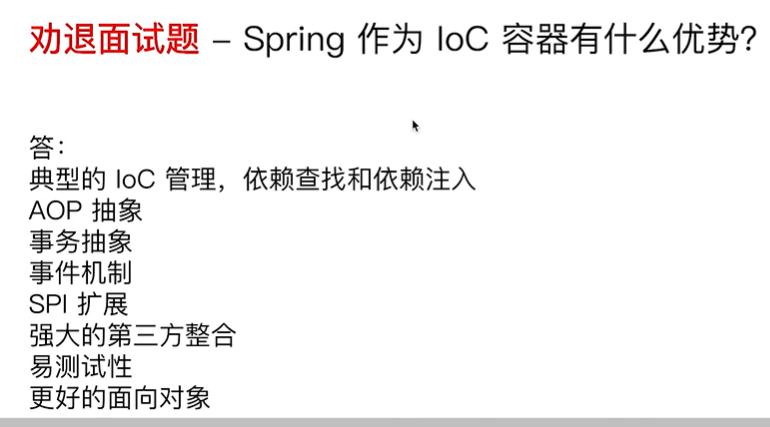 劝退面试题 – Spring 作为 IoC 容器有什么优势?
答:
典型的 IoC 管理，依赖查找和依赖注入
AOP 抽象
事务抽象
事件机制
SPI 扩展
强大的第三方整合
易测试性
更好的面向对象